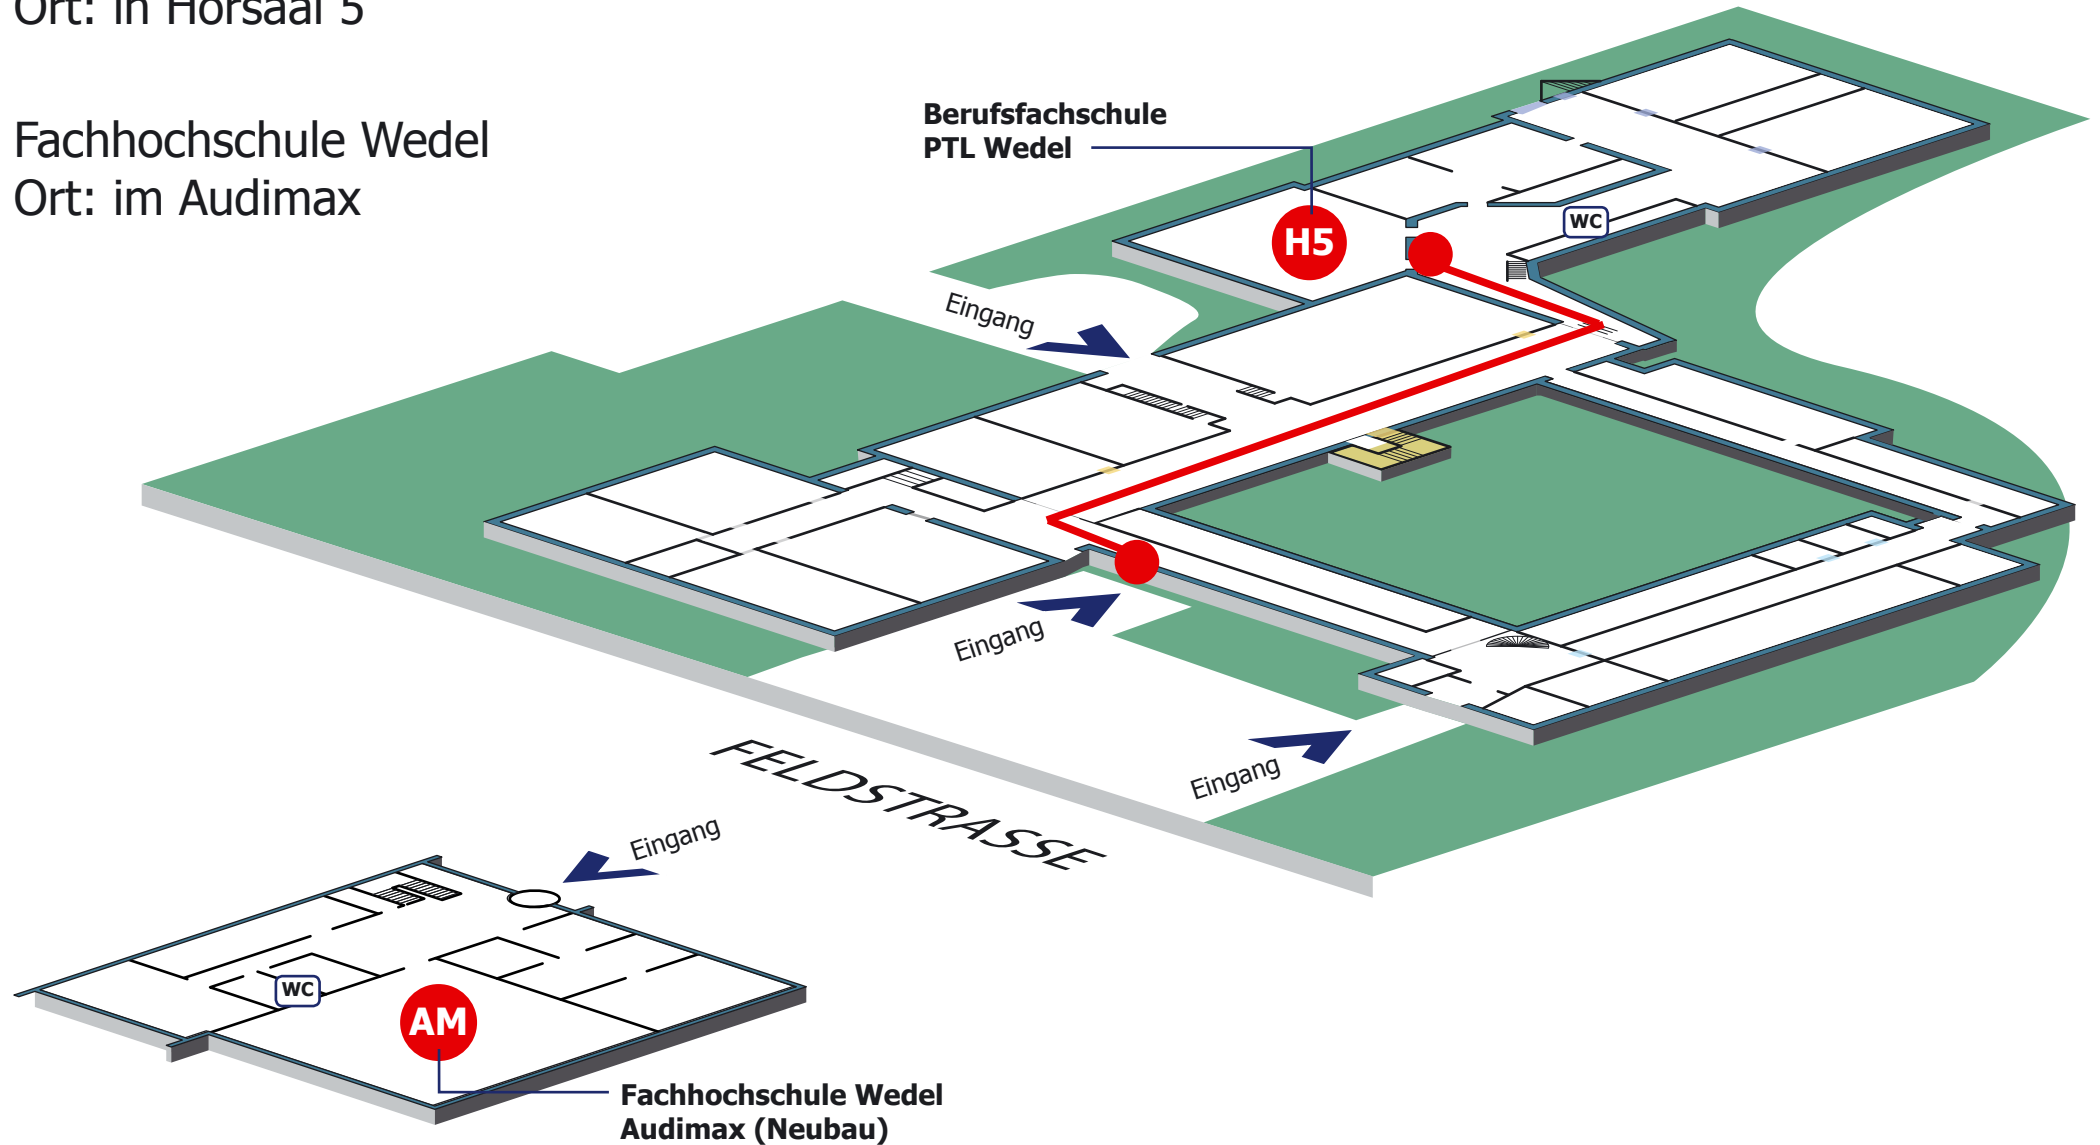 Ort: in Hörsaal 5
Fachhochschule Wedel
Ort: im Audimax
Berufsfachschule
PTL Wedel
H5
WC
Eingang
Eingang
Eingang
FELDSTRASSE
Eingang
WC
AM
Fachhochschule Wedel
Audimax (Neubau)